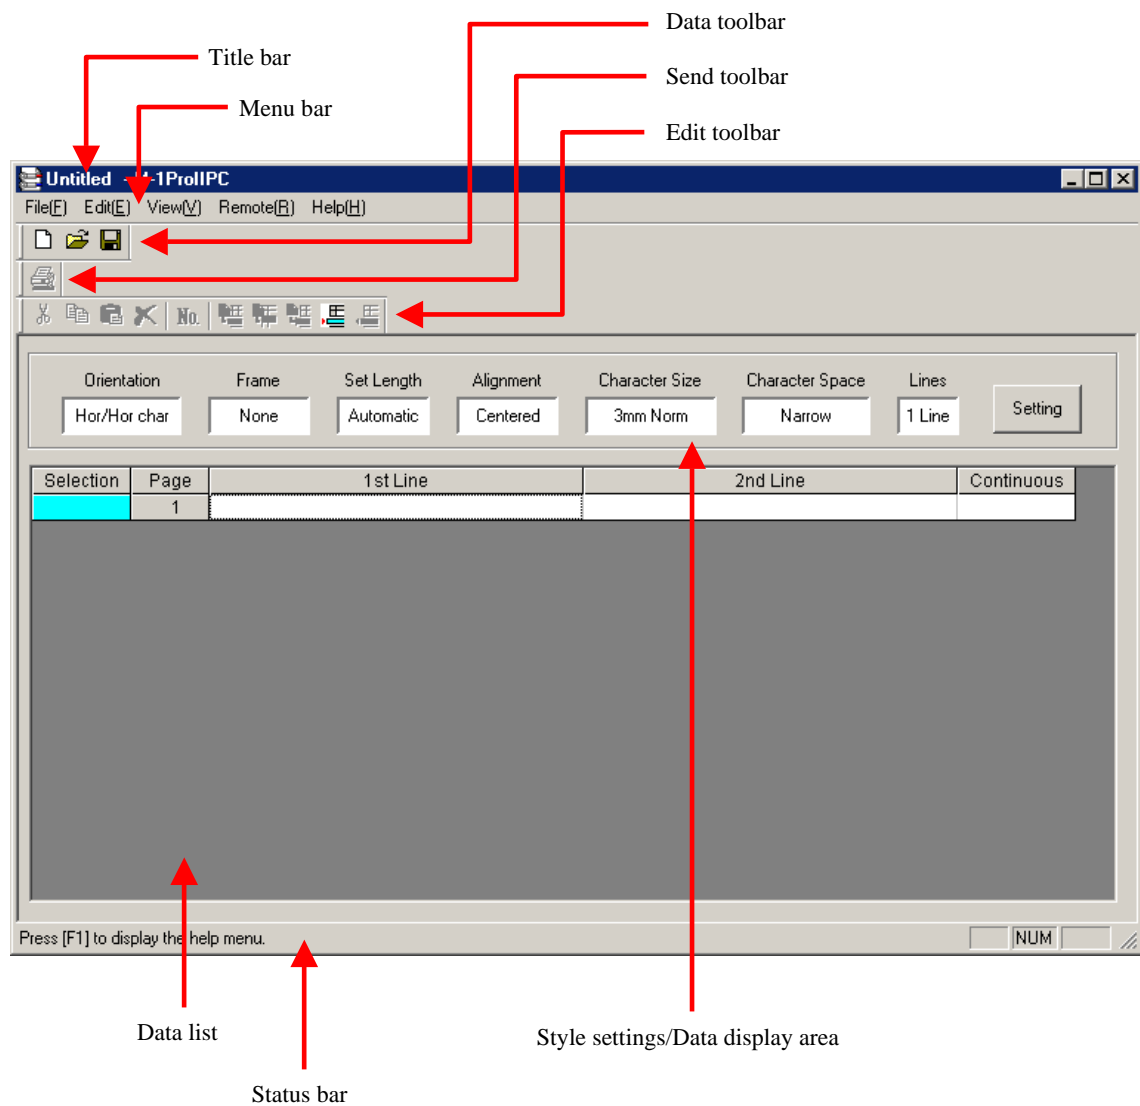 Data toolbar
Title bar
Send toolbar
Menu bar
Edit toolbar
Untitled - -1ProIIPC
File(F) Edit(E) View(V) Remote(R) Help(H)
No.
Orientation Frame Set Length Alignment Character Size Character Space Lines
Hor/Hor char None Automatic Centered 3mm Norm Narrow 1 Line Setting
Selection Page 1st Line 2nd Line Continuous
1
Press [F1] to display the help menu.
NUM
Data list
Style settings/Data display area
Status bar